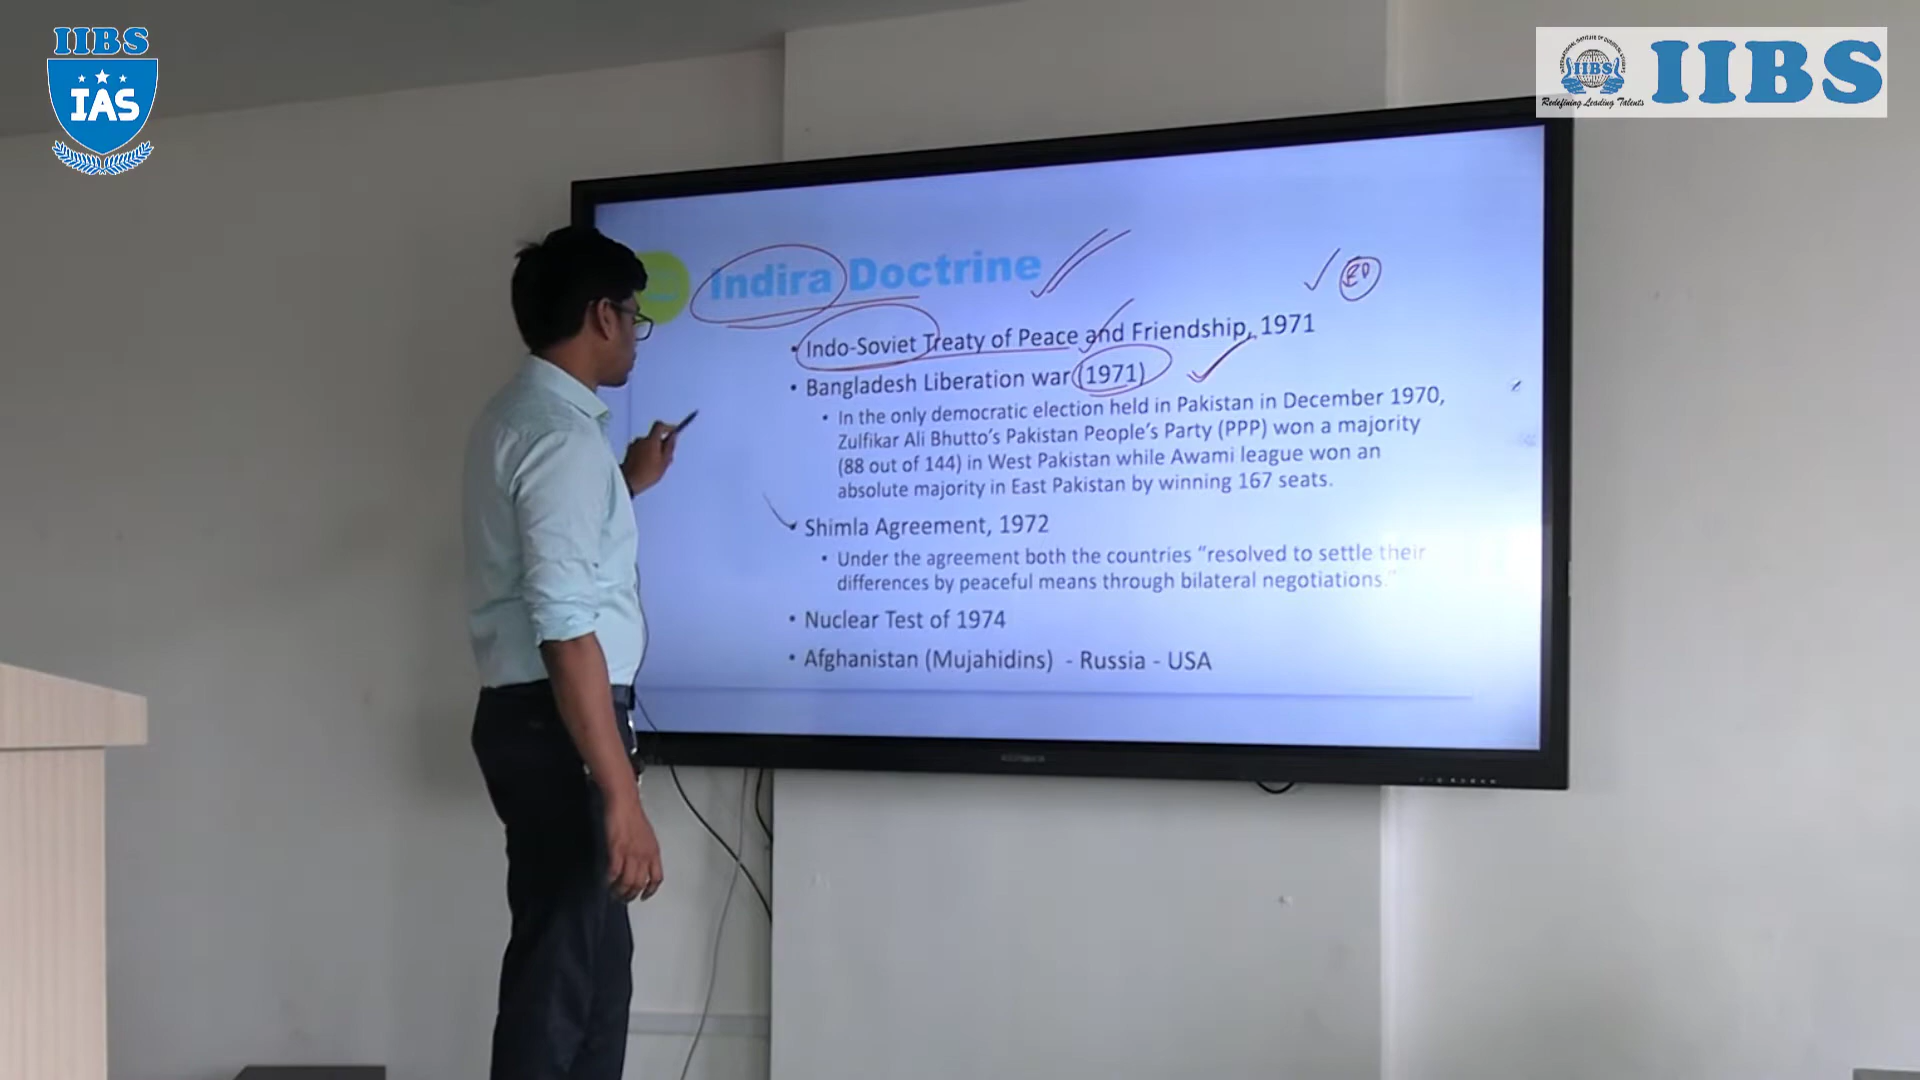 IIBS
IAS
IIBS
Redefining Leading Talents
IIBS
Indira Doctrine
• Indo-Soviet Treaty of Peace and Friendship, 1971
• Bangladesh Liberation war (1971)
• In the only democratic election held in Pakistan in December 1970,
Zulfikar Ali Bhutto's Pakistan People's Party (PPP) won a majority
(88 out of 144) in West Pakistan while Awami league won an
absolute majority in East Pakistan by winning 167 seats.
Shimla Agreement, 1972
• Under the agreement both the countries "resolved to settle their
differences by peaceful means through bilateral negotiations."
• Nuclear Test of 1974
• Afghanistan (Mujahidins) - Russia - USA